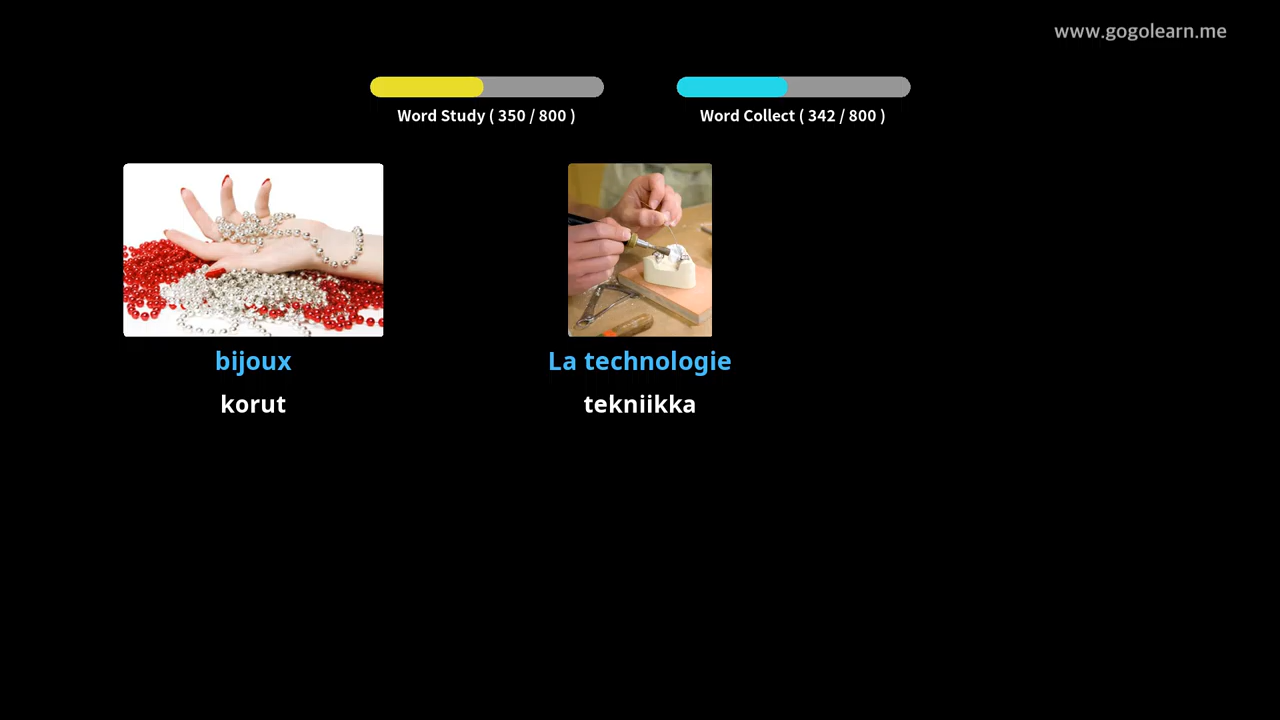 www.gogolearn.me
Word Study ( 350 / 800 )
Word Collect ( 342 / 800 )
bijoux
korut
La technologie
tekniikka